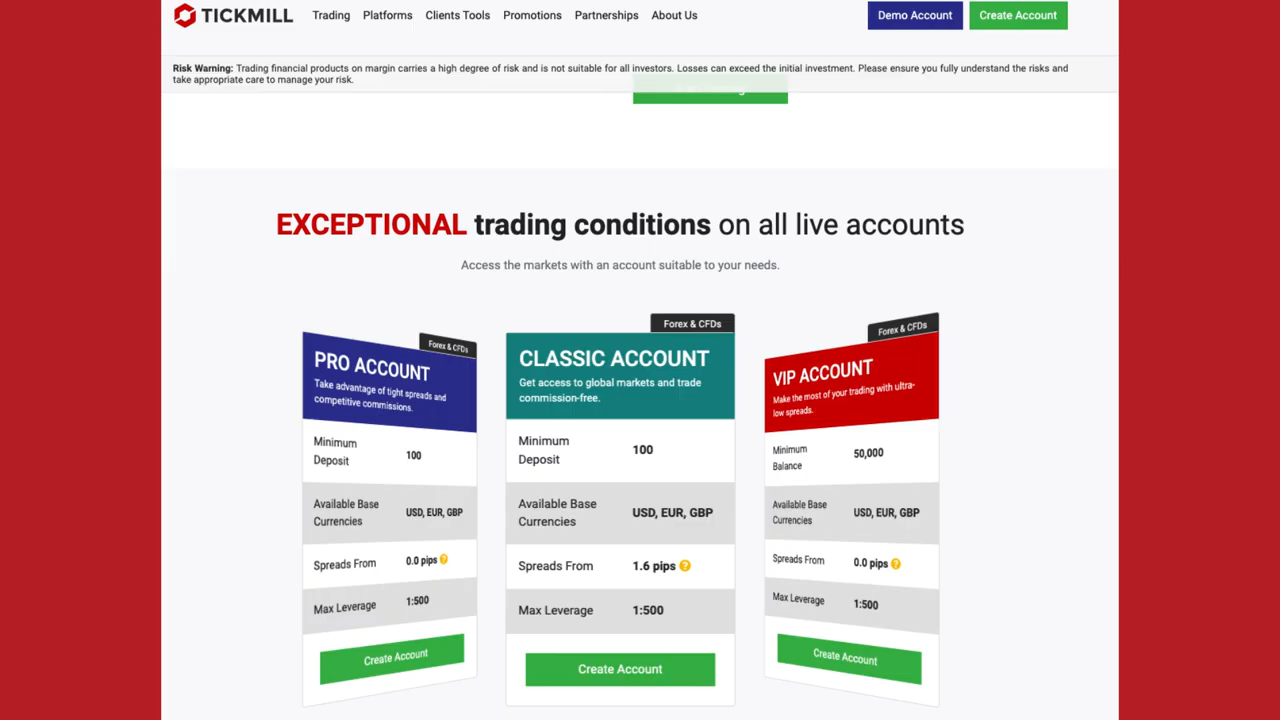 TICKMILL
Trading
Platforms
Clients Tools
Promotions
Partnerships
About Us
Demo Account
Create Account
Risk Warning: Trading financial products on margin carries a high degree of risk and is not suitable for all investors. Losses can exceed the initial investment. Please ensure you fully understand the risks and
take appropriate care to manage your risk.
EXCEPTIONAL trading conditions on all live accounts
Access the markets with an account suitable to your needs.
Forex & CFDs
PRO ACCOUNT
Take advantage of tight spreads and
competitive commissions.
Minimum
Deposit
100
Available Base
Currencies
USD, EUR, GBP
Spreads From
0.0 pips ?
Max Leverage
1:500
Create Account
Forex & CFDs
CLASSIC ACCOUNT
Get access to global markets and trade
commission-free.
Minimum
Deposit
100
Available Base
Currencies
USD, EUR, GBP
Spreads From
1.6 pips ?
Max Leverage
1:500
Create Account
Forex & CFDs
VIP ACCOUNT
Make the most of your trading with ultra-
low spreads.
Minimum
Balance
50,000
Available Base
Currencies
USD, EUR, GBP
Spreads From
0.0 pips ?
Max Leverage
1:500
Create Account